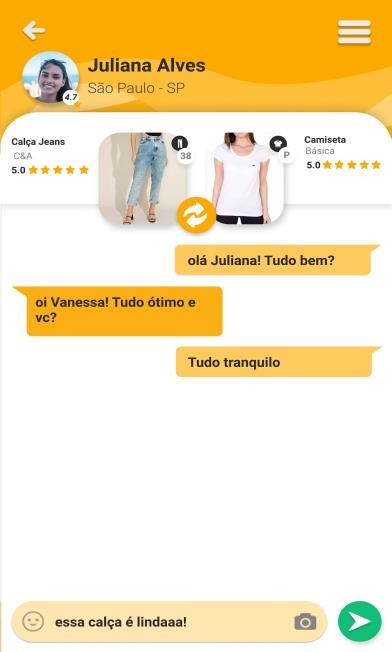 Juliana Alves
São Paulo - SP
4.7
Calça Jeans
C&A
5.0
38
Camiseta
Básica
5.0
P
olá Juliana! Tudo bem?
oi Vanessa! Tudo ótimo e
vc?
Tudo tranquilo
essa calça é lindaaa!